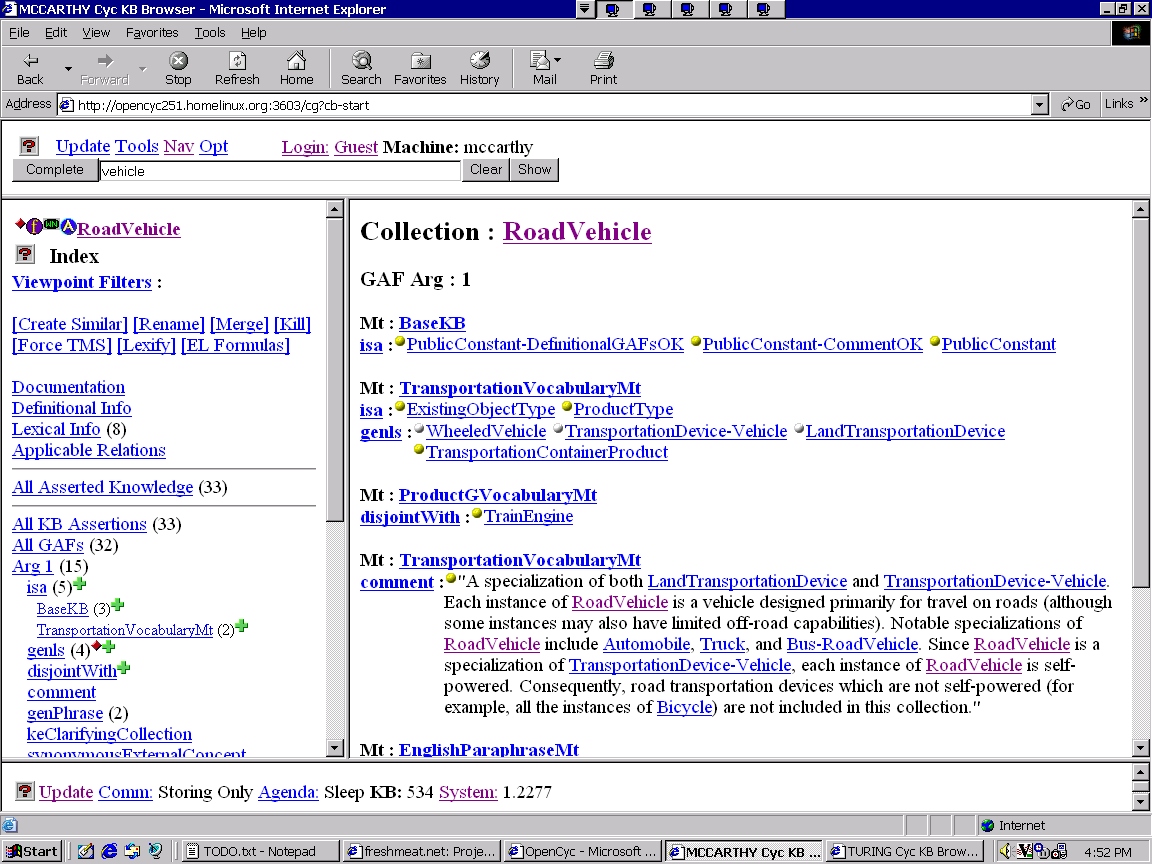 MCCARTHY Cyc KB Browser - Microsoft Internet Explorer
File Edit View Favorites Tools Help
Back Forward Stop Refresh Home Search Favorites History Mail Print
Address http://opencyc251.homelinux.org:3603/cg?cb-start Go Links »
? Update Tools Nav Opt Login: Guest Machine: mccarthy
Complete vehicle Clear Show
f WN A RoadVehicle
? Index
Viewpoint Filters :
[Create Similar] [Rename] [Merge] [Kill]
[Force TMS] [Lexify] [EL Formulas]
Documentation
Definitional Info
Lexical Info (8)
Applicable Relations
All Asserted Knowledge (33)
All KB Assertions (33)
All GAFs (32)
Arg 1 (15)
isa (5)
BaseKB (3)
TransportationVocabularyMt (2)
genls (4)
disjointWith
comment
genPhrase (2)
keClarifyingCollection
synonymousExternalConcept
Collection : RoadVehicle
GAF Arg : 1
Mt : BaseKB
isa : PublicConstant-DefinitionalGAFsOK PublicConstant-CommentOK PublicConstant
Mt : TransportationVocabularyMt
isa : ExistingObjectType ProductType
genls : WheeledVehicle TransportationDevice-Vehicle LandTransportationDevice
TransportationContainerProduct
Mt : ProductGVocabularyMt
disjointWith : TrainEngine
Mt : TransportationVocabularyMt
comment : "A specialization of both LandTransportationDevice and TransportationDevice-Vehicle.
Each instance of RoadVehicle is a vehicle designed primarily for travel on roads (although
some instances may also have limited off-road capabilities). Notable specializations of
RoadVehicle include Automobile, Truck, and Bus-RoadVehicle. Since RoadVehicle is a
specialization of TransportationDevice-Vehicle, each instance of RoadVehicle is self-
powered. Consequently, road transportation devices which are not self-powered (for
example, all the instances of Bicycle) are not included in this collection."
Mt : EnglishParaphraseMt
? Update Comm: Storing Only Agenda: Sleep KB: 534 System: 1.2277
Internet
Start TODO.txt - Notepad freshmeat.net: Proje... OpenCyc - Microsoft ... MCCARTHY Cyc KB ... TURING Cyc KB Brow... 4:52 PM